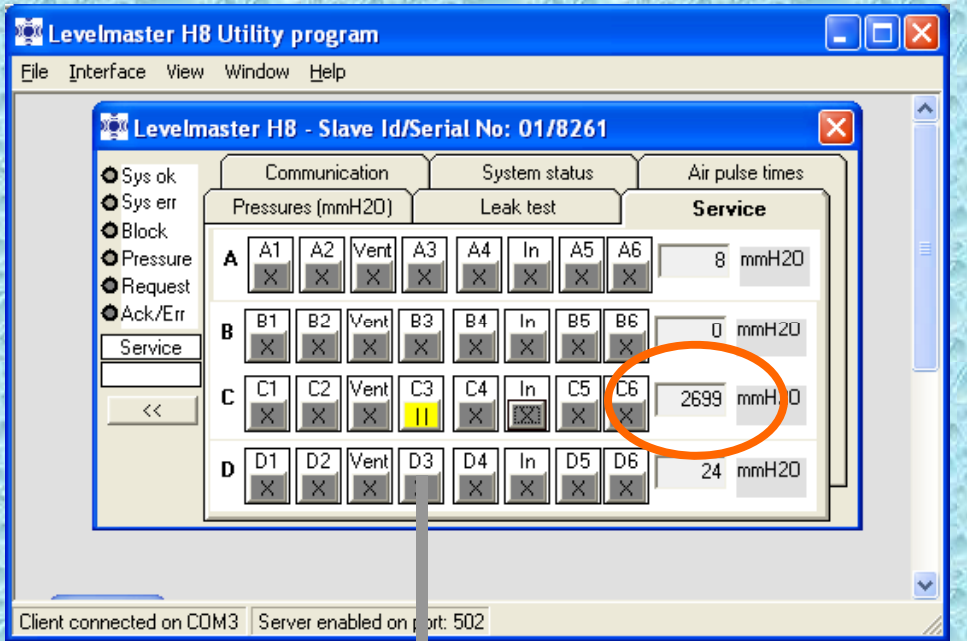 Levelmaster H8 Utility program
File Interface View Window Help
Levelmaster H8 - Slave Id/Serial No: 01/8261
Sys ok
Sys err
Block
Pressure
Request
Ack/Err
Service
<<
Communication System status Air pulse times
Pressures (mmH2O) Leak test Service
A A1 A2 Vent A3 A4 In A5 A6 8 mmH2O
X X X X X X X X
B B1 B2 Vent B3 B4 In B5 B6 0 mmH2O
X X X X X X X X
C C1 C2 Vent C3 C4 In C5 C6 2699 mmH2O
X X X || X X X X
D D1 D2 Vent D3 D4 In D5 D6 24 mmH2O
X X X X X X X X
Client connected on COM3 Server enabled on port: 502